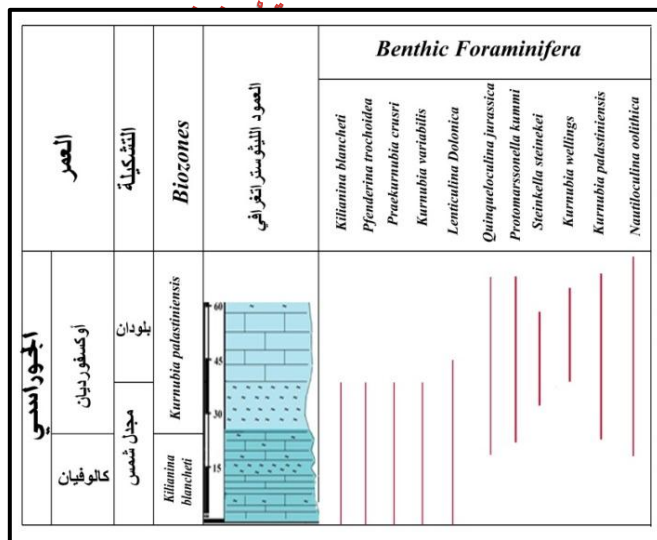 Benthic Foraminifera
العمر
التشكيلة
Biozones
العمود الليثوستراتغرافي
Kilianina blancheti
Pfenderina trochoidea
Praekurnubia crusri
Kurnubia variabilis
Lenticulina Dolonica
Quinqueloculina jurassica
Protomarssonella kummi
Steinkella steinekei
Kurnubia wellings
Kurnubia palastiniensis
Nautiloculina oolithica
الجوراسي
أوكسفورديان
كالوفيان
بلودان
مجدل شمس
Kurnubia palastiniensis
Kilianina
blancheti
60
45
30
15